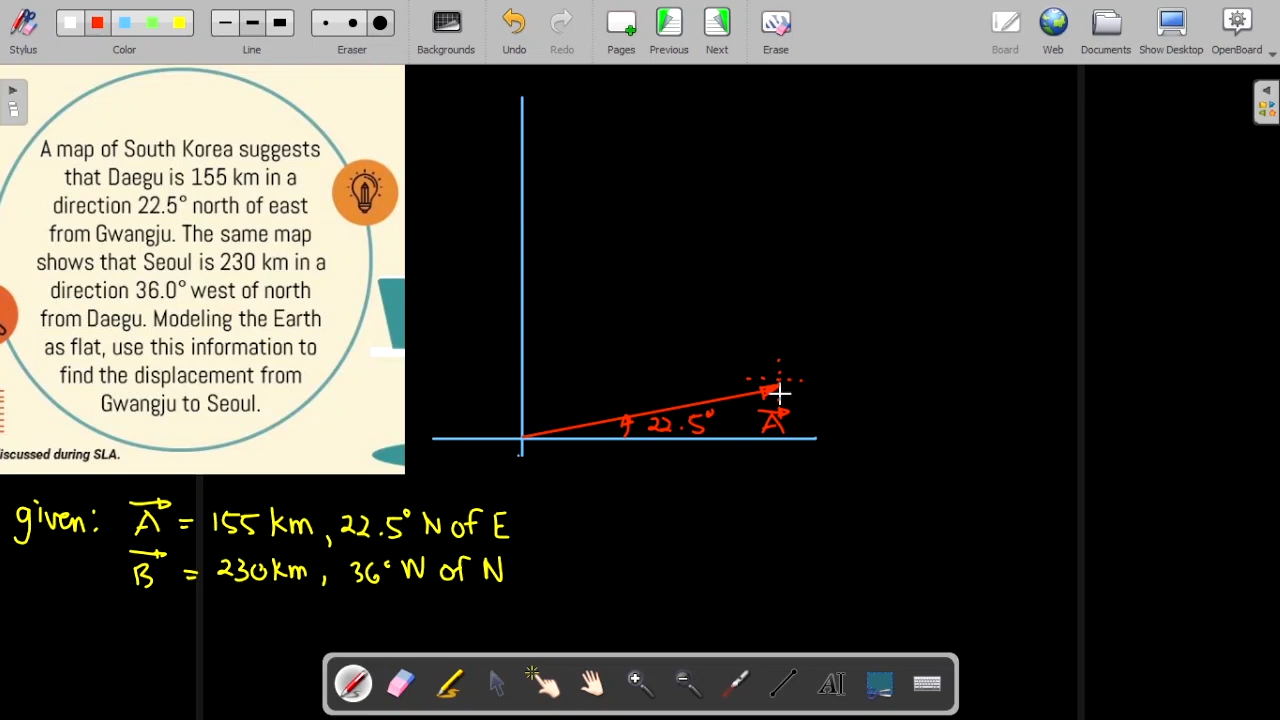 Stylus
Color
Line
Eraser
Backgrounds
Undo
Redo
Pages
Previous
Next
Erase
Board
Web
Documents
Show Desktop
OpenBoard
A map of South Korea suggests
that Daegu is 155 km in a
direction 22.5° north of east
from Gwangju. The same map
shows that Seoul is 230 km in a
direction 36.0° west of north
from Daegu. Modeling the Earth
as flat, use this information to
find the displacement from
Gwangju to Seoul.
iscussed during SLA.
22.5°
A
given: A = 155 km, 22.5° N of E
B = 230km, 36° W of N
AI